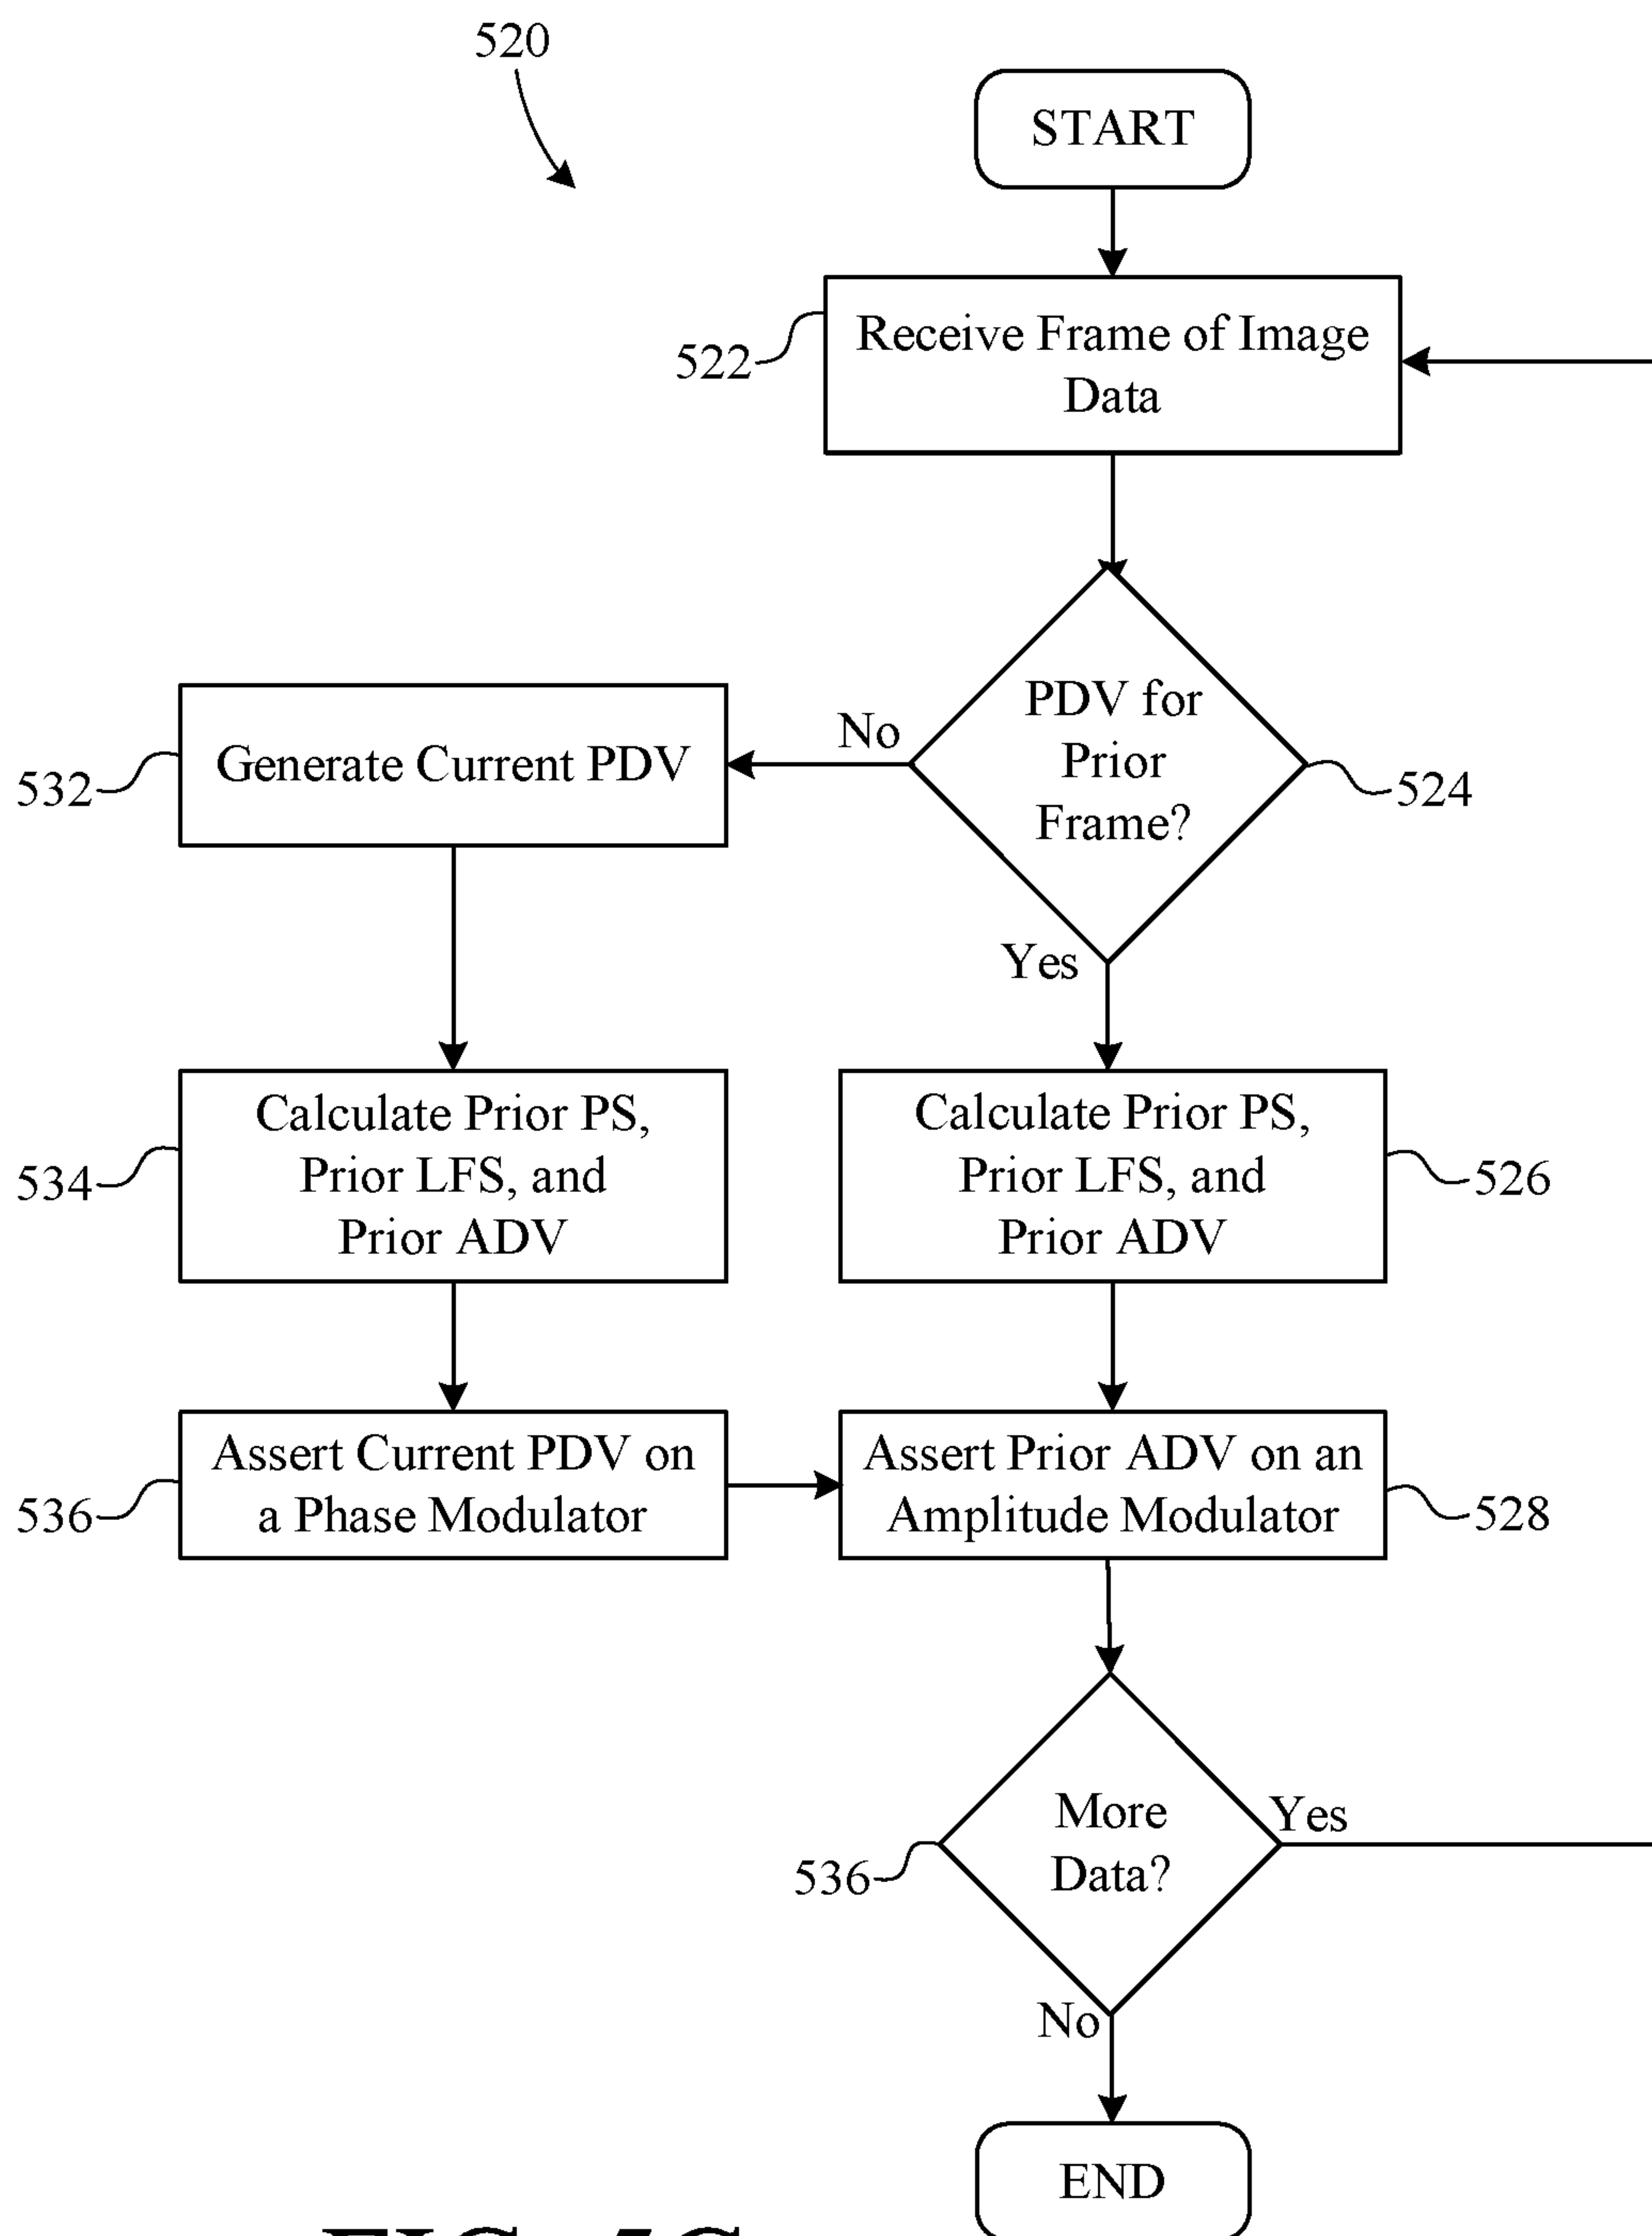 520
START
522
Receive Frame of Image
Data
PDV for
Prior
Frame?
524
No
Yes
532
Generate Current PDV
534
Calculate Prior PS,
Prior LFS, and
Prior ADV
Calculate Prior PS,
Prior LFS, and
Prior ADV
526
536
Assert Current PDV on
a Phase Modulator
Assert Prior ADV on an
Amplitude Modulator
528
More
Data?
Yes
536
No
END